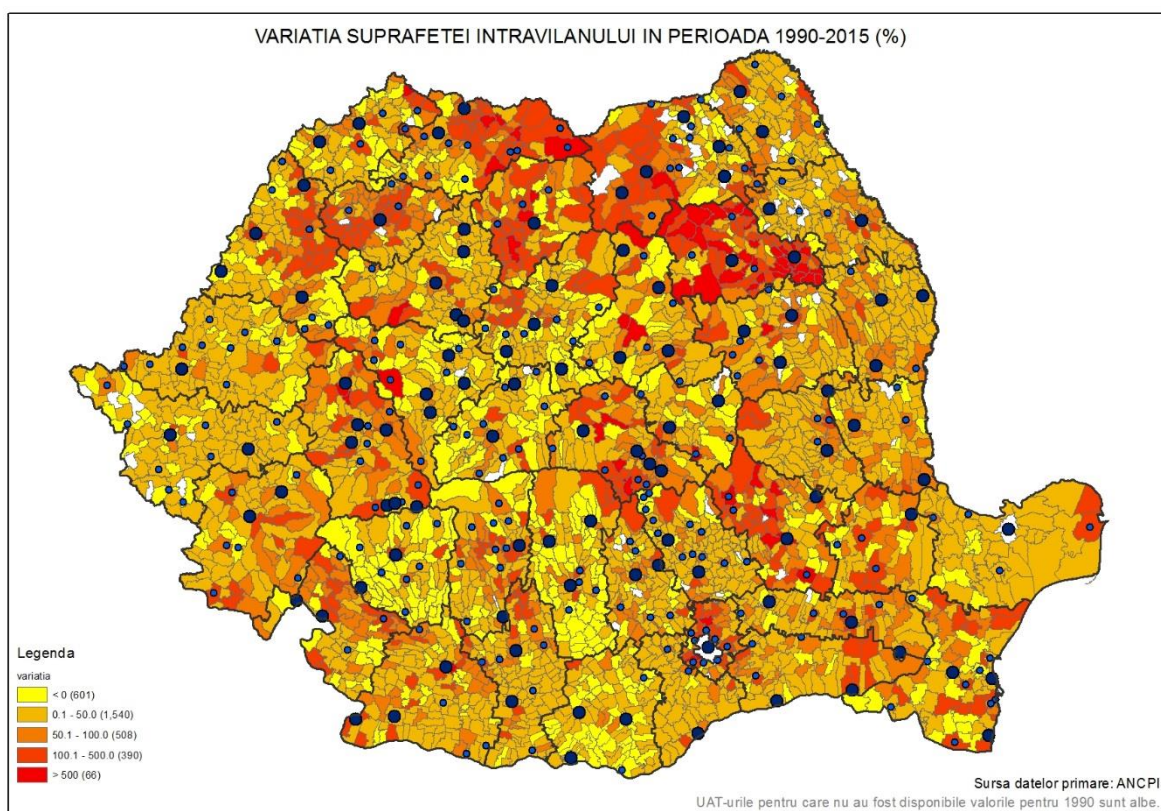 VARIATIA SUPRAFETEI INTRAVILANULUI IN PERIOADA 1990-2015 (%)
Legenda
variatia
< 0 (601)
0.1 - 50.0 (1,540)
50.1 - 100.0 (508)
100.1 - 500.0 (390)
> 500 (66)
Sursa datelor primare: ANCPI
UAT-urile pentru care nu au fost disponibile valorile pentru 1990 sunt albe.